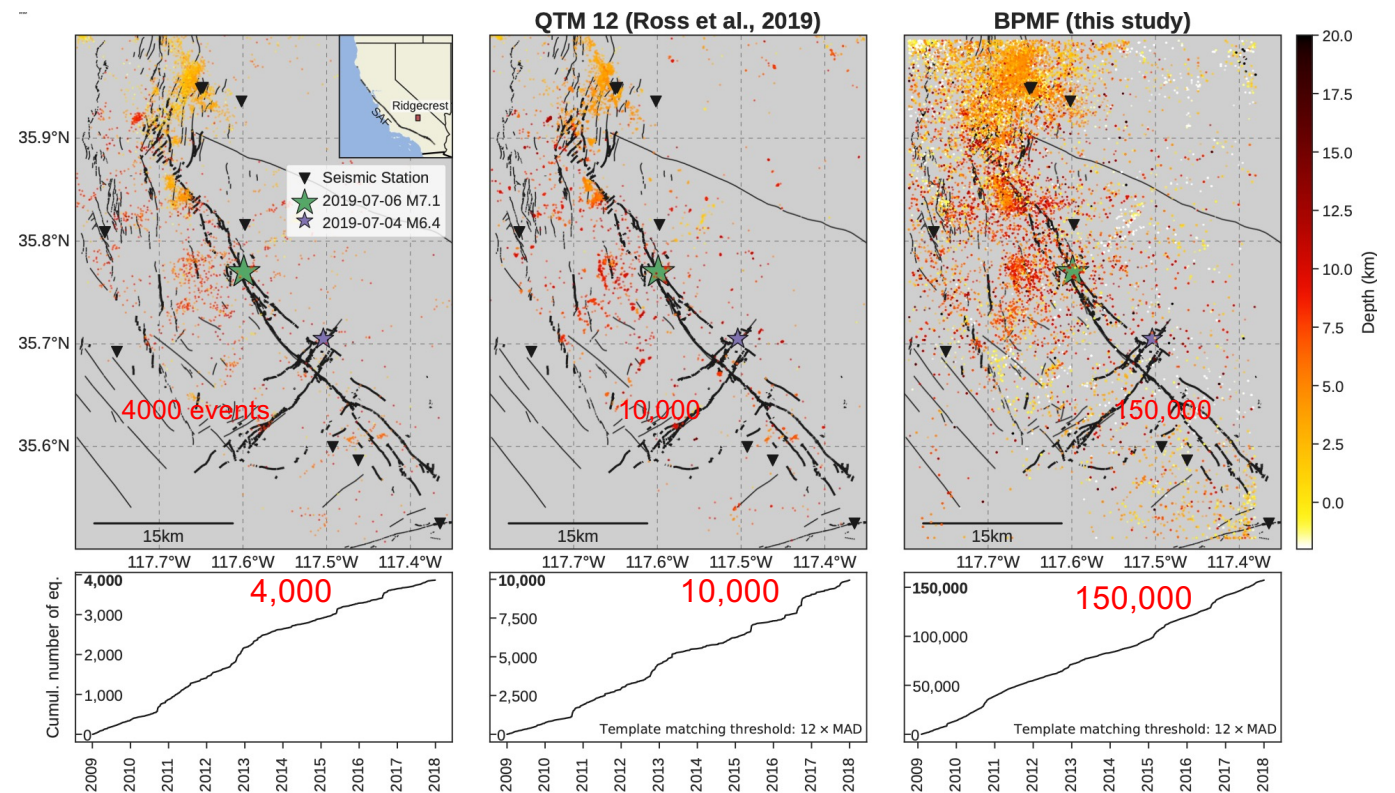 QTM 12 (Ross et al., 2019)
BPMF (this study)
Ridgecrest
SAF
Seismic Station
2019-07-06 M7.1
2019-07-04 M6.4
35.9°N
35.8°N
35.7°N
35.6°N
4000 events
10,000
150,000
15km
15km
15km
117.7°W 117.6°W 117.5°W 117.4°W
117.7°W 117.6°W 117.5°W 117.4°W
117.7°W 117.6°W 117.5°W 117.4°W
20.0
17.5
15.0
12.5
10.0
7.5
5.0
2.5
0.0
Depth (km)
Cumul. number of eq.
4,000
3,000
2,000
1,000
0
4,000
2009 2010 2011 2012 2013 2014 2015 2016 2017 2018
10,000
7,500
5,000
2,500
0
10,000
Template matching threshold: 12 × MAD
2009 2010 2011 2012 2013 2014 2015 2016 2017 2018
150,000
100,000
50,000
0
150,000
Template matching threshold: 12 × MAD
2009 2010 2011 2012 2013 2014 2015 2016 2017 2018